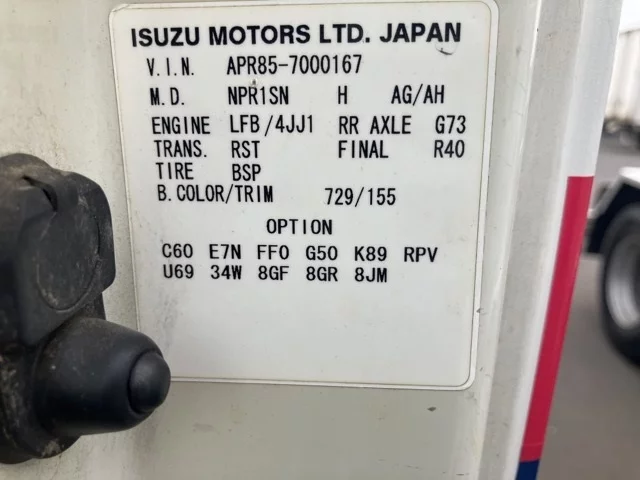 ISUZU MOTORS LTD. JAPAN
V.I.N. APR85-7000167
M.D. NPR1SN H AG/AH
ENGINE LFB/4JJ1 RR AXLE G73
TRANS. RST FINAL R40
TIRE BSP
B.COLOR/TRIM 729/155
OPTION
C60 E7N FF0 G50 K89 RPV
U69 34W 8GF 8GR 8JM